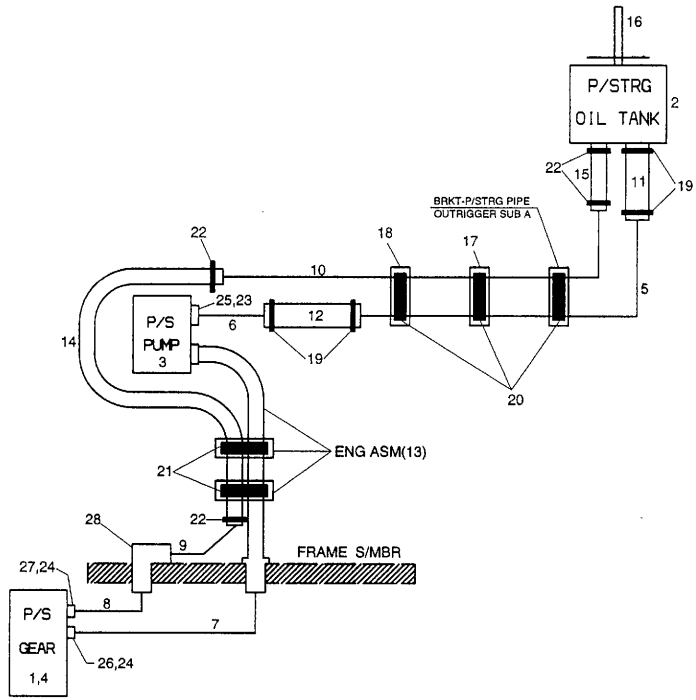 16
P/STRG
OIL TANK
2
22
15
11
19
BRKT-P/STRG PIPE
OUTRIGGER SUB A
18
17
22
10
5
25,23
6
12
P/S
PUMP
3
14
19
20
21
ENG ASM(13)
22
28
9
FRAME S/MBR
27,24
8
P/S
GEAR
1,4
7
26,24